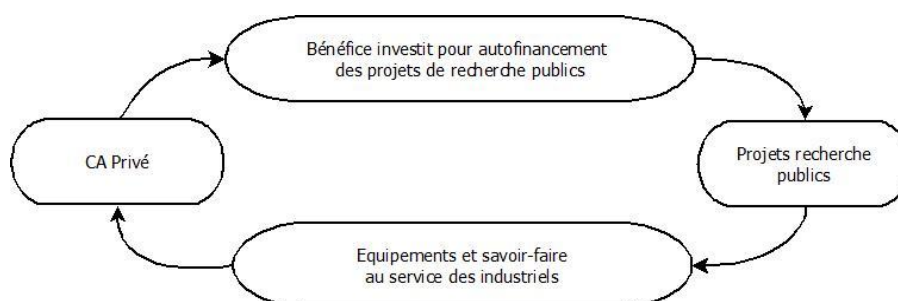 Bénéfice investit pour autofinancement
des projets de recherche publics
CA Privé
Projets recherche
publics
Equipements et savoir-faire
au service des industriels